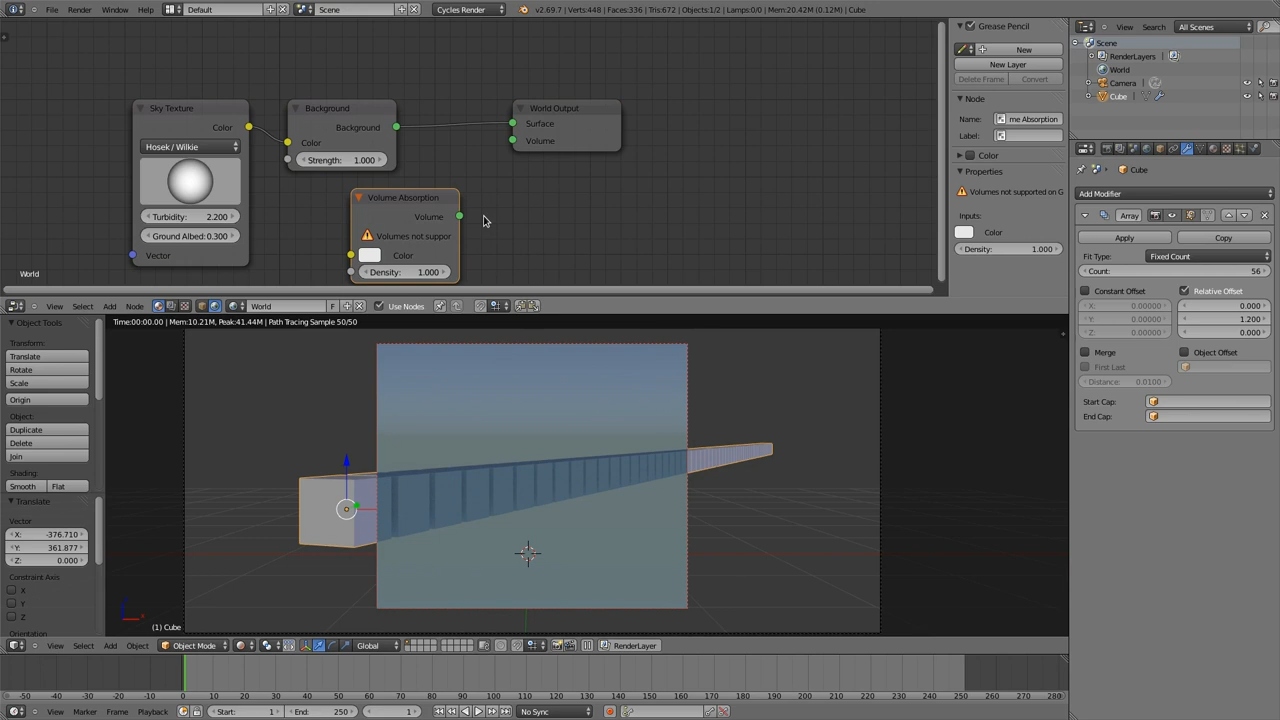 File Render Window Help Default Scene Cycles Render v2.69.7 | Verts:448 | Faces:336 | Tris:672 | Objects:1/2 | Lamps:0/0 | Mem:20.42M (0.12M) | Cube
View Search All Scenes
Scene
RenderLayers
World
Camera
Cube
Grease Pencil
New
New Layer
Delete Frame Convert
Node
Name: me Absorption
Label:
Color
Properties
Volumes not supported on G
Inputs:
Color
Density: 1.000
Sky Texture
Color
Hosek / Wilkie
Turbidity: 2.200
Ground Albed: 0.300
Vector
Background
Background
Color
Strength: 1.000
World Output
Surface
Volume
Volume Absorption
Volume
Volumes not suppor
Color
Density: 1.000
World
View Select Add Node World F Use Nodes
Cube
Add Modifier
Array
Apply Copy
Fit Type: Fixed Count
Count: 56
Constant Offset Relative Offset
X: 0.00000 0.000
Y: 0.00000 1.200
Z: 0.00000 0.000
Merge Object Offset
First Last
Distance: 0.0100
Start Cap:
End Cap:
Object Tools
Transform:
Translate
Rotate
Scale
Origin
Object:
Duplicate
Delete
Join
Shading:
Smooth Flat
Translate
Vector
X: -376.710
Y: 361.877
Z: 0.000
Constraint Axis
X
Y
Z
Orientation
Time:00:00.00 | Mem:10.21M, Peak:41.44M | Path Tracing Sample 50/50
(1) Cube
View Select Add Object Object Mode Global RenderLayer
-50 -40 -30 -20 -10 0 10 20 30 40 50 60 70 80 90 100 110 120 130 140 150 160 170 180 190 200 210 220 230 240 250 260 270 280
View Marker Frame Playback Start: 1 End: 250 1 No Sync